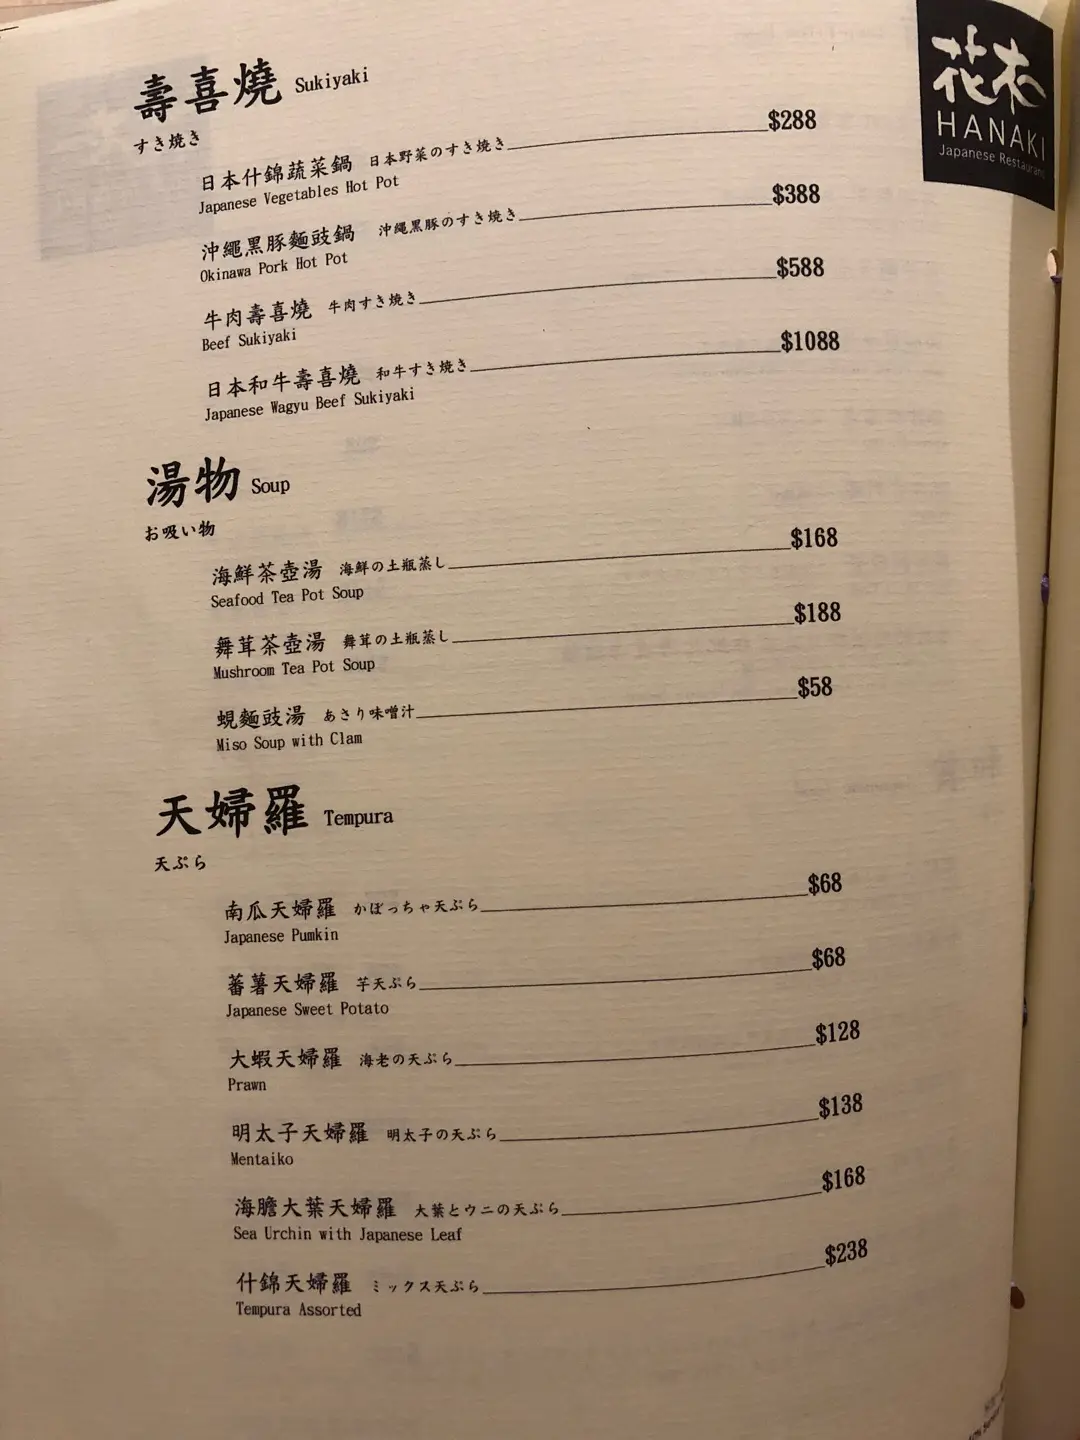 花木
HANAKI
Japanese Restaurant
壽喜燒 Sukiyaki
すき焼き
日本什錦蔬菜鍋 日本野菜のすき焼き $288
Japanese Vegetables Hot Pot
沖繩黑豚麵豉鍋 沖縄黒豚のすき焼き $388
Okinawa Pork Hot Pot
牛肉壽喜燒 牛肉すき焼き $588
Beef Sukiyaki
日本和牛壽喜燒 和牛すき焼き $1088
Japanese Wagyu Beef Sukiyaki
湯物 Soup
お吸い物
海鮮茶壺湯 海鮮の土瓶蒸し $168
Seafood Tea Pot Soup
舞茸茶壺湯 舞茸の土瓶蒸し $188
Mushroom Tea Pot Soup
蜆麵豉湯 あさり味噌汁 $58
Miso Soup with Clam
天婦羅 Tempura
天ぷら
南瓜天婦羅 かぼっちゃ天ぷら $68
Japanese Pumkin
蕃薯天婦羅 芋天ぷら $68
Japanese Sweet Potato
大蝦天婦羅 海老の天ぷら $128
Prawn
明太子天婦羅 明太子の天ぷら $138
Mentaiko
海膽大葉天婦羅 大葉とウニの天ぷら $168
Sea Urchin with Japanese Leaf
什錦天婦羅 ミックス天ぷら $238
Tempura Assorted